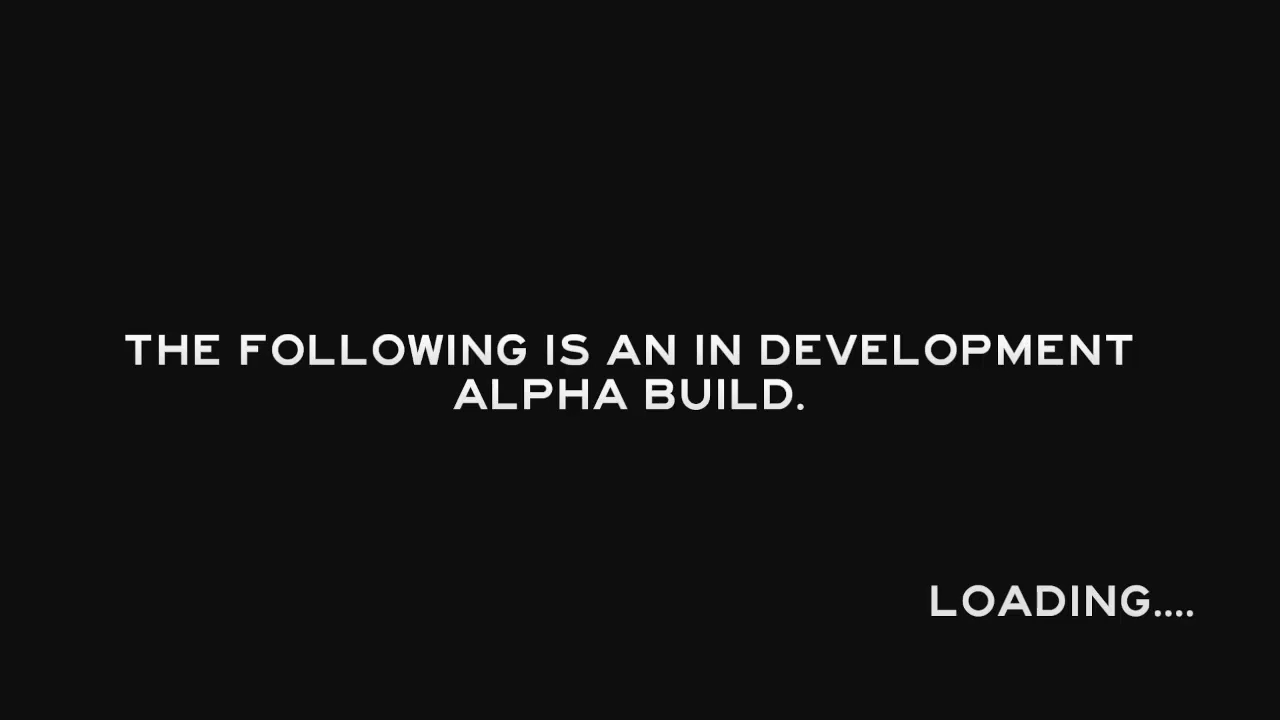 THE FOLLOWING IS AN IN DEVELOPMENT
ALPHA BUILD.
LOADING....